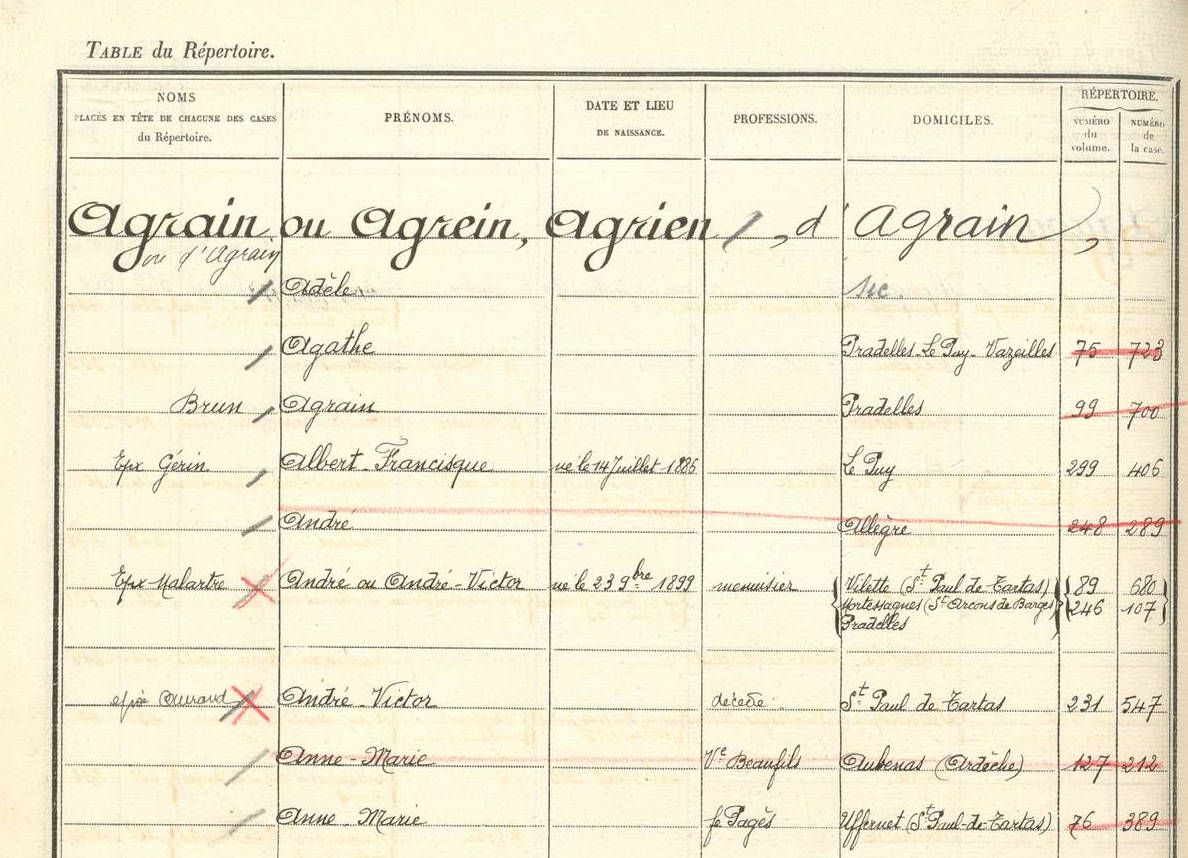 TABLE du Répertoire.
NOMS
PLACÉS EN TÊTE DE CHACUNE DES CASES
du Répertoire.
PRÉNOMS.
DATE ET LIEU
DE NAISSANCE.
PROFESSIONS.
DOMICILES.
RÉPERTOIRE.
NUMÉRO
du
volume.
NUMÉRO
de
la case.
Agrain ou Agrein, Agrien, d'Agrain,
ou d'Agrain
Adèle sic.
Agathe Pradelles-Le Puy-Vazeilles 75 723
Brun Agrain Pradelles 99 700
Epx Gérin Albert-Francisque né le 14 Juillet 1886 Le Puy 299 406
André Allègre 248 289
Epx Malartre André ou André-Victor né le 23 9bre 1899 menuisier Vilette (St Paul de Tartas) 89 680
Mortessagnes (St Arcons de Barges) 246 107
Pradelles
André-Victor décédé St Paul de Tartas 231 547
Anne-Marie Ve Beaufils Aubenas (Ardèche) 127 212
Anne-Marie fe Pagès Uffernet (St Paul-de-Tartas) 76 389